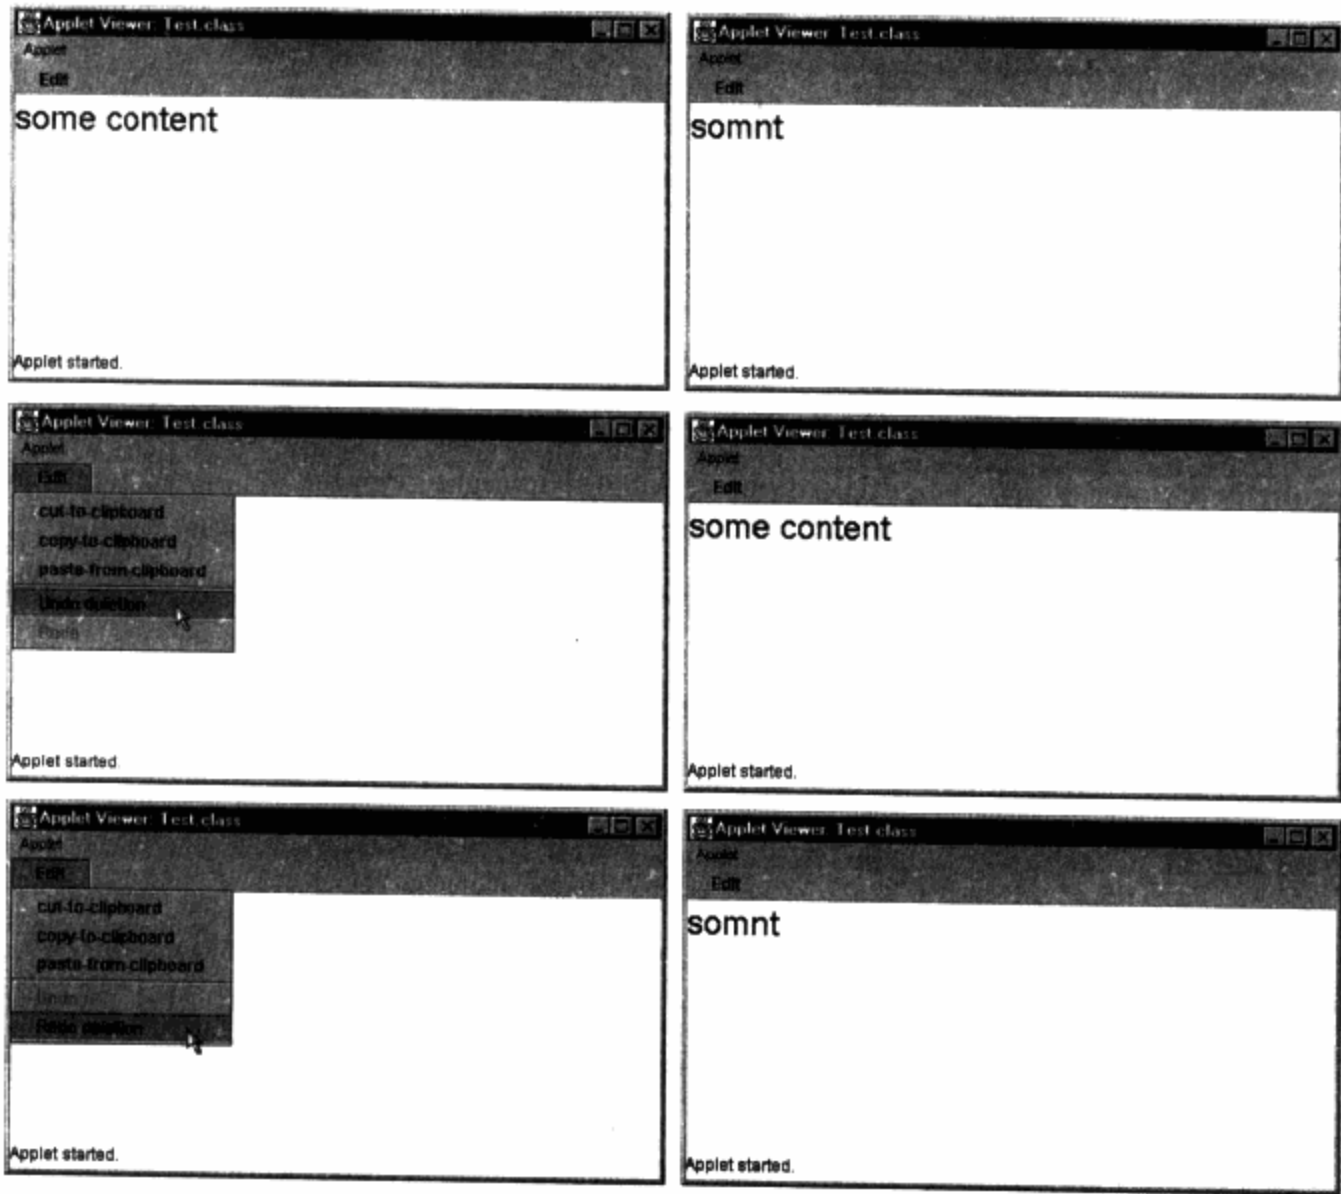 Applet Viewer: Test.class
Applet
Edit
some content
Applet started.
Applet Viewer: Test.class
Applet
Edit
somnt
Applet started.
Applet Viewer: Test.class
Applet
Edit
cut-to-clipboard
copy-to-clipboard
paste-from-clipboard
Undo deletion
Redo
Applet started.
Applet Viewer: Test.class
Applet
Edit
some content
Applet started.
Applet Viewer: Test.class
Applet
Edit
cut-to-clipboard
copy-to-clipboard
paste-from-clipboard
Undo
Redo deletion
Applet started.
Applet Viewer: Test.class
Applet
Edit
somnt
Applet started.